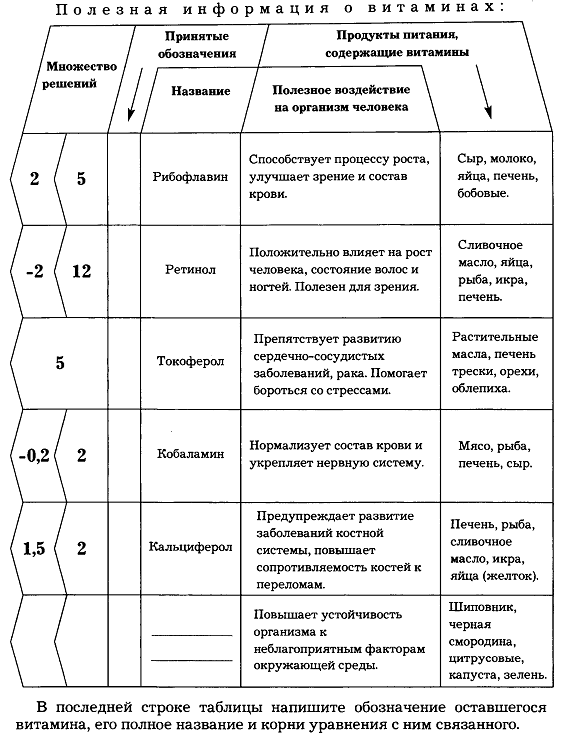 Полезная информация о витаминах:
Множество
решений
Принятые
обозначения
Название
Продукты питания,
содержащие витамины
Полезное воздействие
на организм человека
2 5
Рибофлавин
Способствует процессу роста,
улучшает зрение и состав
крови.
Сыр, молоко,
яйца, печень,
бобовые.
-2 12
Ретинол
Положительно влияет на рост
человека, состояние волос и
ногтей. Полезен для зрения.
Сливочное
масло, яйца,
рыба, икра,
печень.
5
Токоферол
Препятствует развитию
сердечно-сосудистых
заболеваний, рака. Помогает
бороться со стрессами.
Растительные
масла, печень
трески, орехи,
облепиха.
-0,2 2
Кобаламин
Нормализует состав крови и
укрепляет нервную систему.
Мясо, рыба,
печень, сыр.
1,5 2
Кальциферол
Предупреждает развитие
заболеваний костной
системы, повышает
сопротивляемость костей к
переломам.
Печень, рыба,
сливочное
масло, икра,
яйца (желток).
Повышает устойчивость
организма к
неблагоприятным факторам
окружающей среды.
Шиповник,
черная
смородина,
цитрусовые,
капуста, зелень.
В последней строке таблицы напишите обозначение оставшегося
витамина, его полное название и корни уравнения с ним связанного.